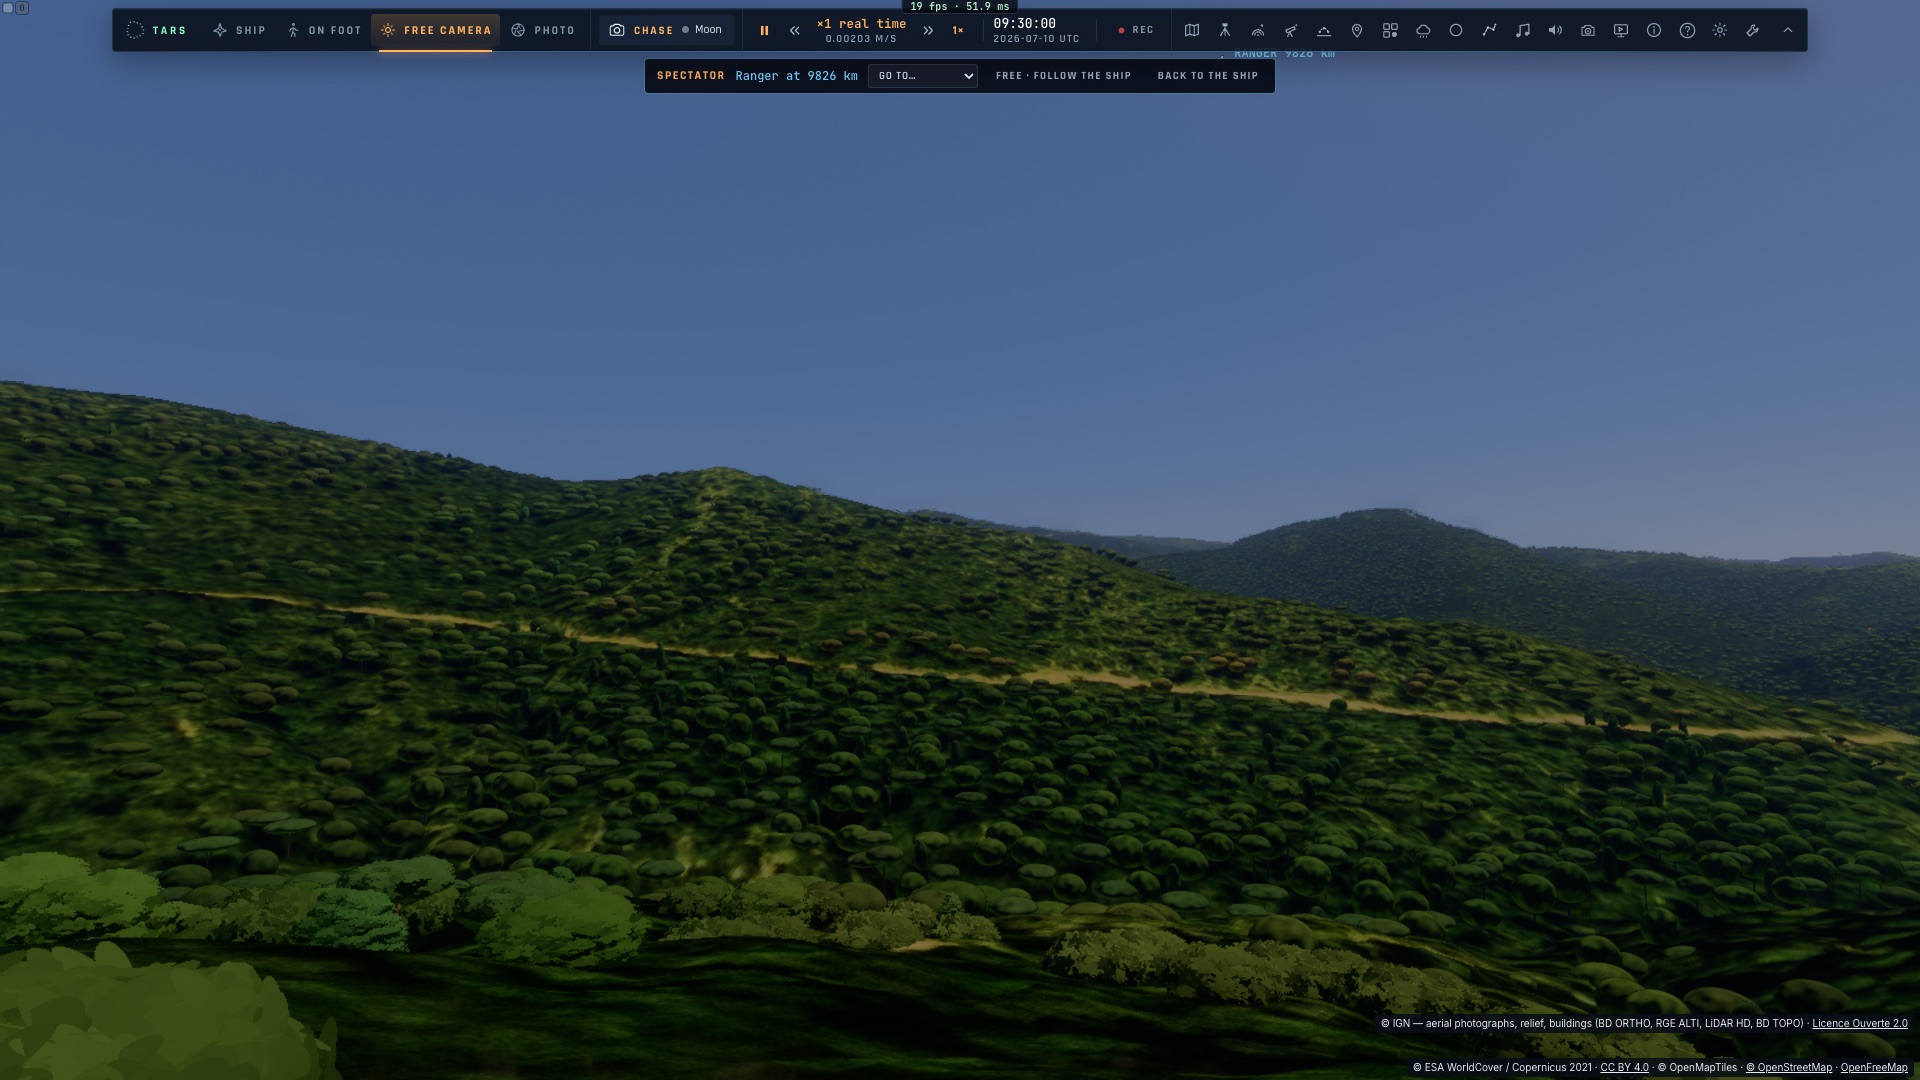 19 fps · 51.9 ms
TARS
SHIP
ON FOOT
FREE CAMERA
PHOTO
CHASE
Moon
×1 real time
0.00203 M/S
1×
09:30:00
2026-07-10 UTC
REC
RANGER 9826 km
SPECTATOR
Ranger at 9826 km
GO TO…
FREE · FOLLOW THE SHIP
BACK TO THE SHIP
© IGN — aerial photographs, relief, buildings (BD ORTHO, RGE ALTI, LiDAR HD, BD TOPO) · Licence Ouverte 2.0
© ESA WorldCover / Copernicus 2021 · CC BY 4.0 · © OpenMapTiles · © OpenStreetMap · OpenFreeMap